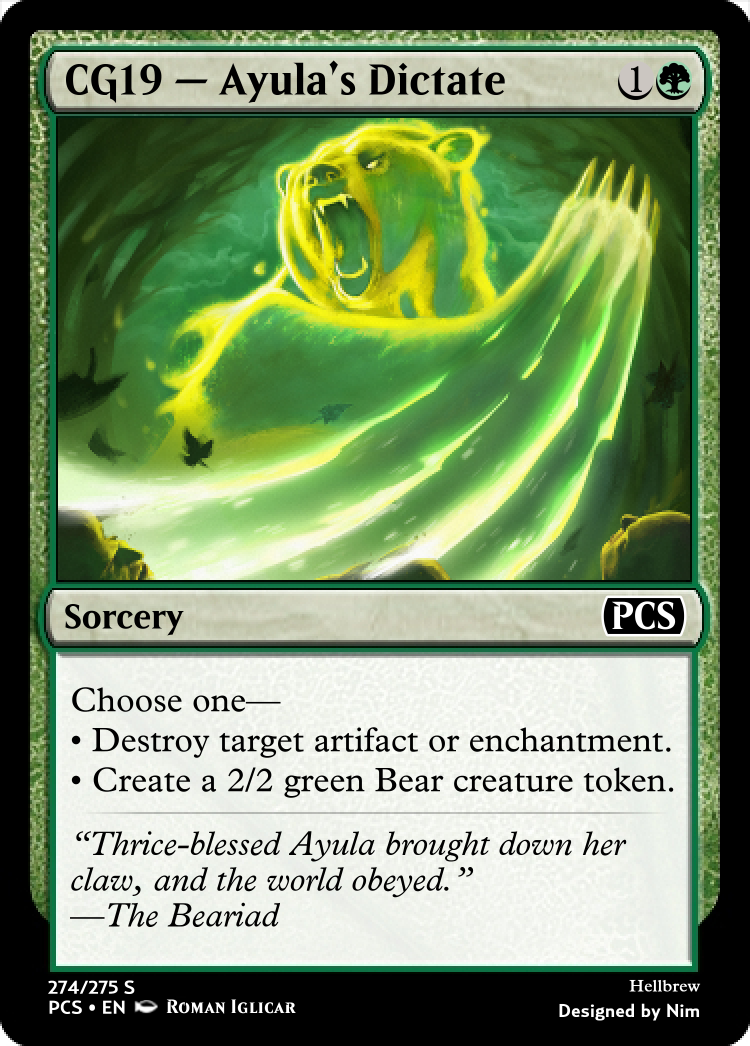 CG19 — Ayula's Dictate 1
Sorcery PCS
Choose one—
• Destroy target artifact or enchantment.
• Create a 2/2 green Bear creature token.
“Thrice-blessed Ayula brought down her
claw, and the world obeyed.”
—The Beariad
274/275 S Hellbrew
PCS • EN ROMAN IGLICAR Designed by Nim